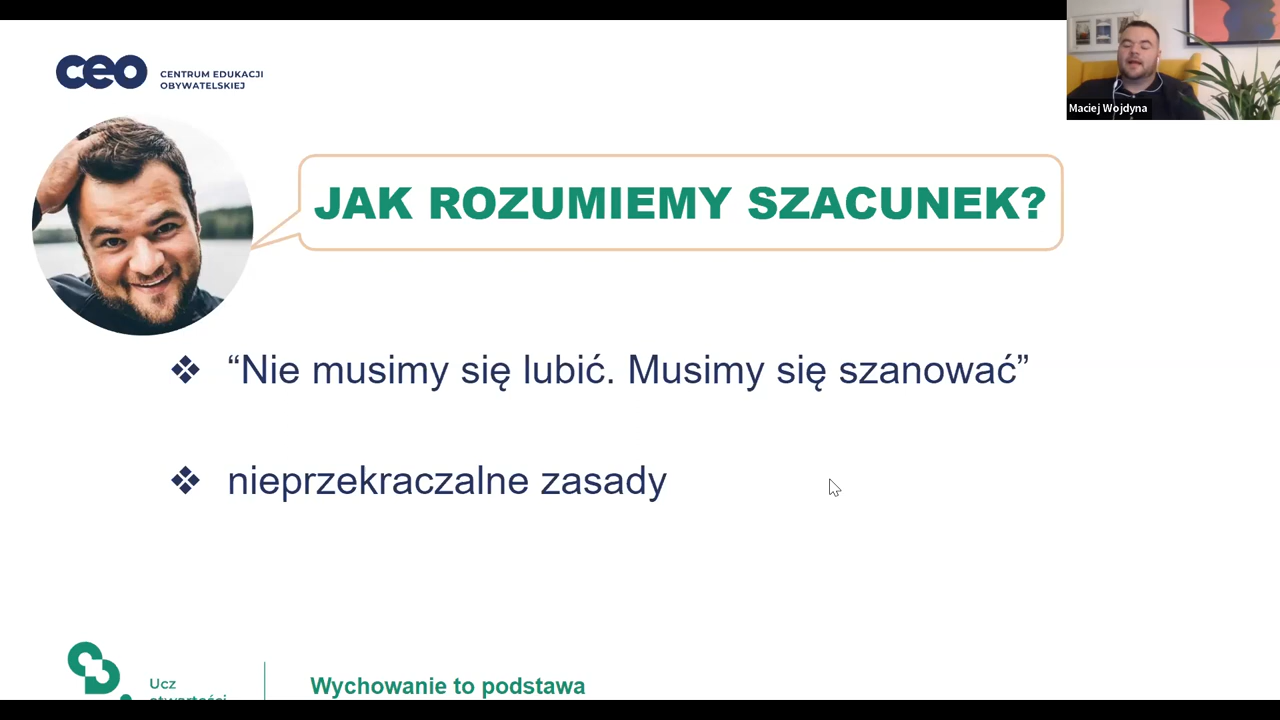 ceo
CENTRUM EDUKACJI
OBYWATELSKIEJ
Maciej Wojdyna
JAK ROZUMIEMY SZACUNEK?
❖ “Nie musimy się lubić. Musimy się szanować”
❖ nieprzekraczalne zasady
Ucz
otwartości
Wychowanie to podstawa